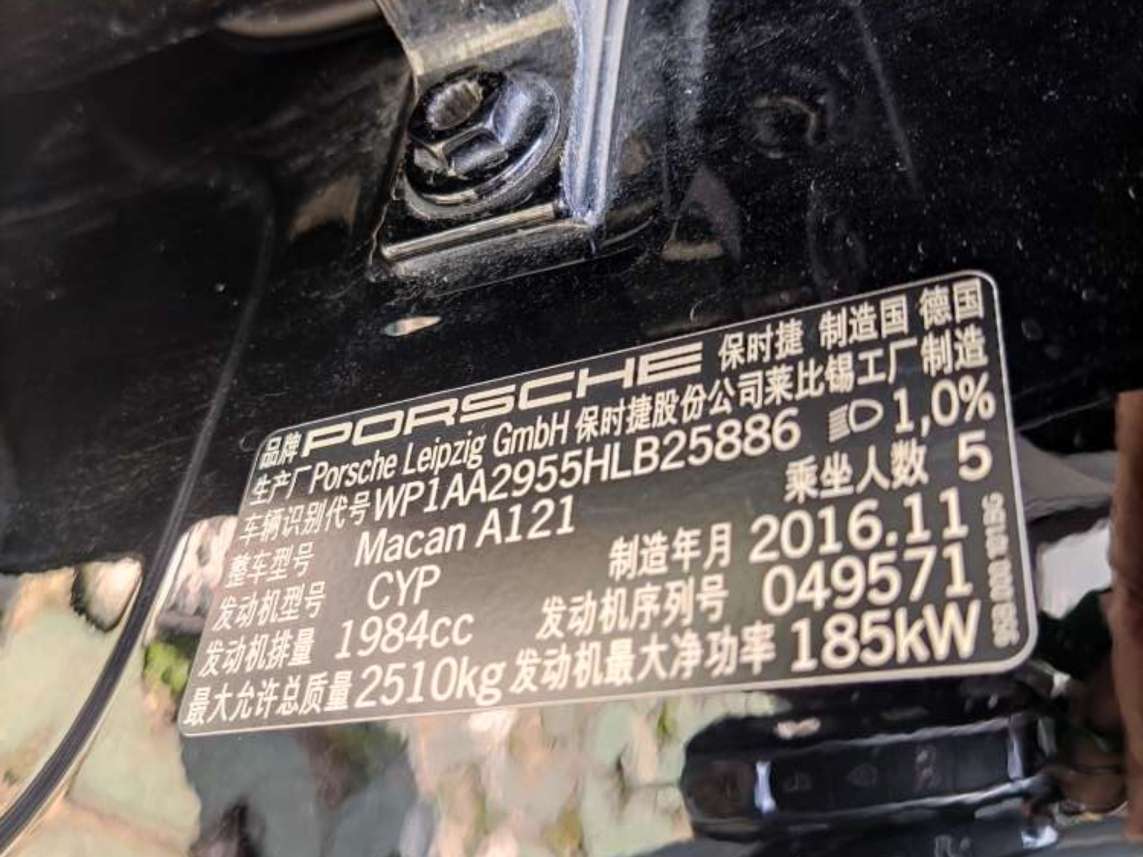 品牌 PORSCHE 保时捷 制造国 德国
生产厂 Porsche Leipzig GmbH 保时捷股份公司莱比锡工厂制造
车辆识别代号 WP1AA2955HLB25886 1,0%
整车型号 Macan A121 乘坐人数 5
发动机型号 CYP 制造年月 2016.11
发动机排量 1984cc 发动机序列号 049571
最大允许总质量 2510kg 发动机最大净功率 185kW